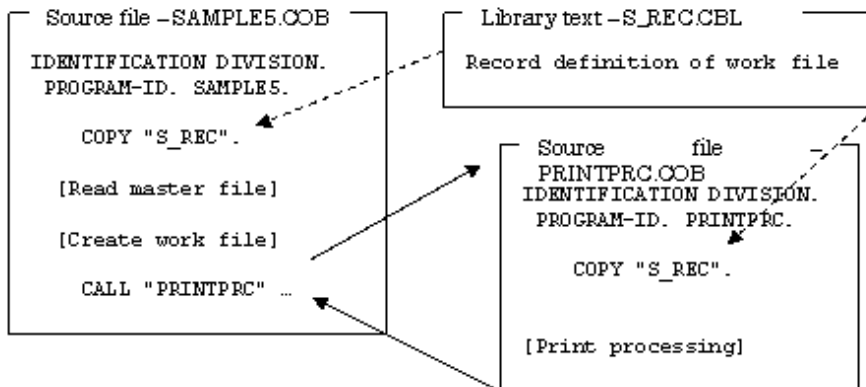 Source file –SAMPLE5.COB
IDENTIFICATION DIVISION.
PROGRAM-ID. SAMPLE5.
COPY "S_REC".
[Read master file]
[Create work file]
CALL "PRINTPRC" …
Library text –S_REC.CBL
Record definition of work file
Source file –
PRINTPRC.COB
IDENTIFICATION DIVISION.
PROGRAM-ID. PRINTPRC.
COPY "S_REC".
[Print processing]